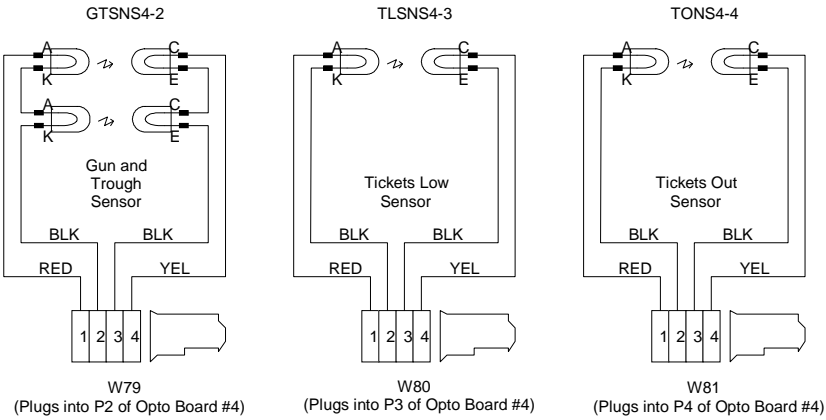 GTSNS4-2
A C
K E
A C
K E
Gun and
Trough
Sensor
BLK BLK
RED YEL
1 2 3 4
W79
(Plugs into P2 of Opto Board #4)
TLSNS4-3
A C
K E
Tickets Low
Sensor
BLK BLK
RED YEL
1 2 3 4
W80
(Plugs into P3 of Opto Board #4)
TONS4-4
A C
K E
Tickets Out
Sensor
BLK BLK
RED YEL
1 2 3 4
W81
(Plugs into P4 of Opto Board #4)